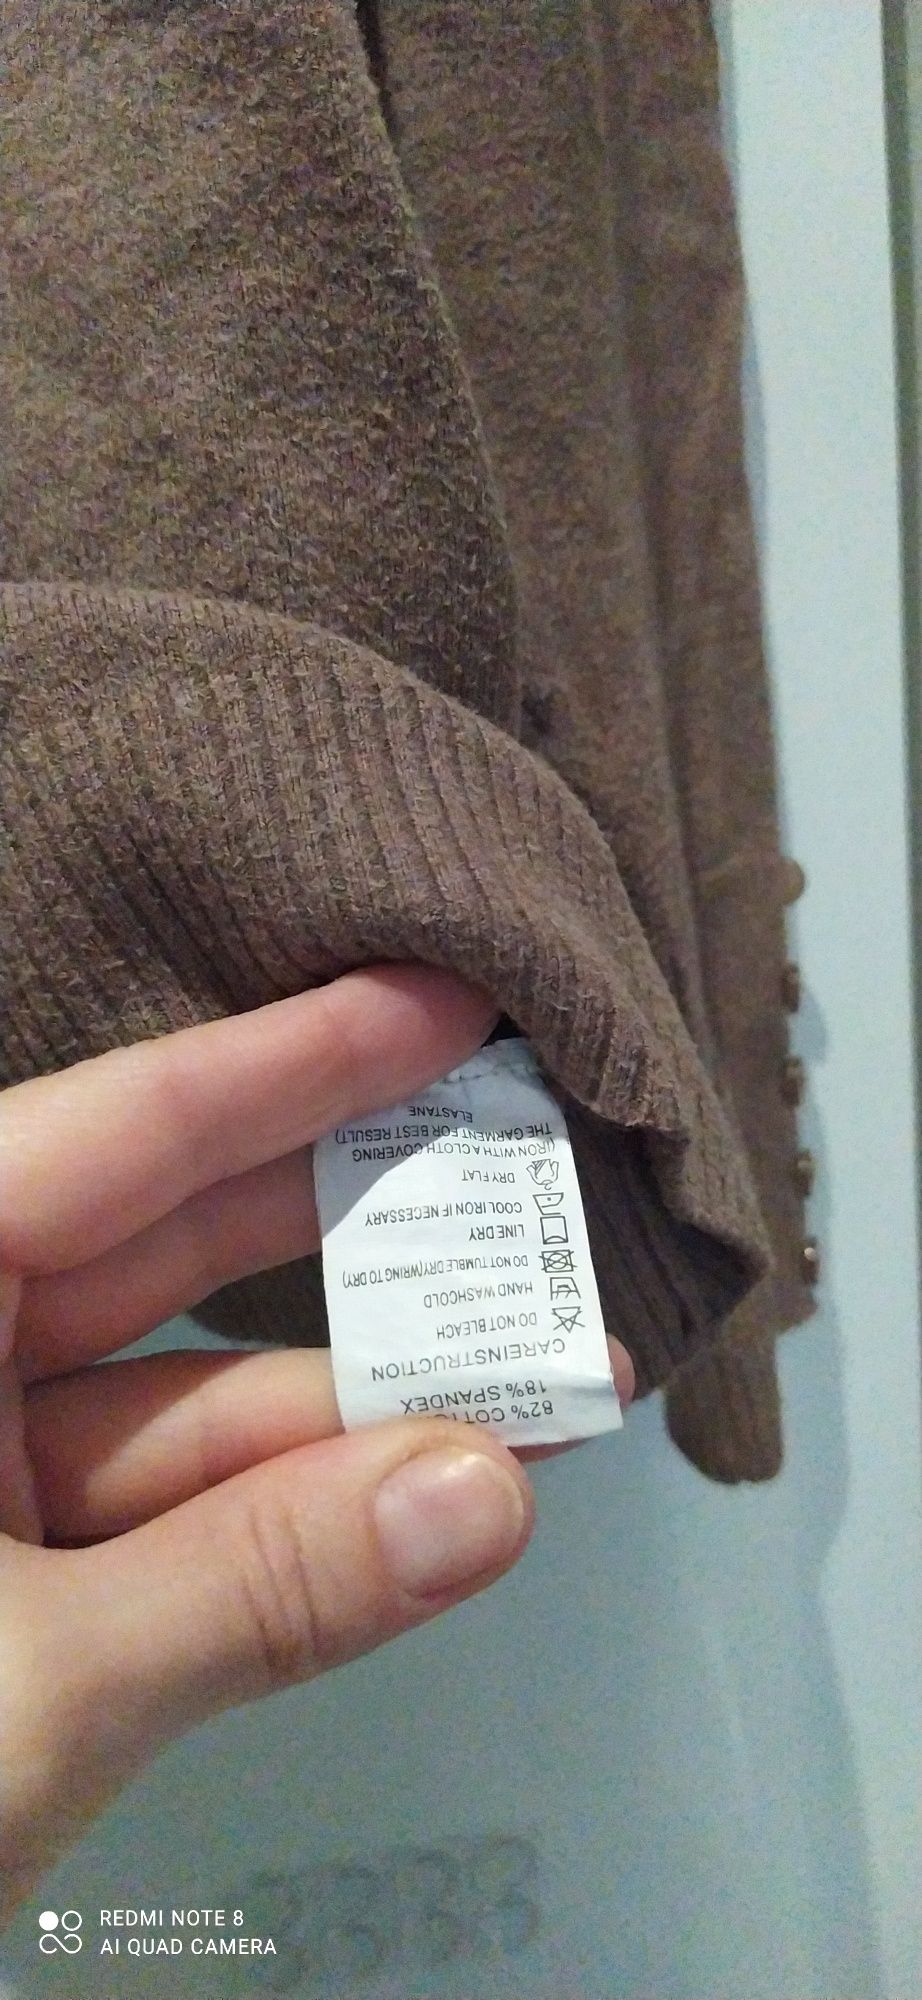 82% COTTO
18% SPANDEX
CAREINSTRUCTION
DO NOT BLEACH
HAND WASHCOLD
DO NOT TUMBLE DRY(WRING TO DRY)
LINE DRY
COOL IRON IF NECESSARY
DRY FLAT
(IRON WITH A CLOTH COVERING
THE GARMENT FOR BEST RESULT)
ELASTANE
REDMI NOTE 8
AI QUAD CAMERA